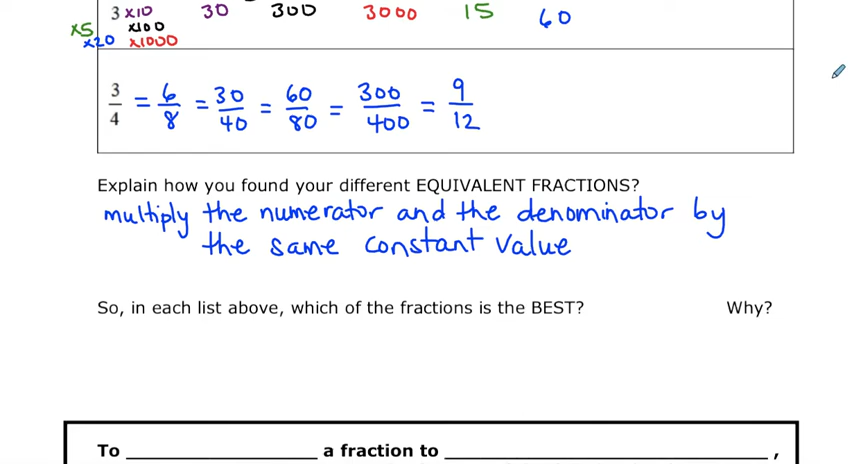 3 x10 30 300 3000 15 60
x5 x100
x20 x1000
3/4 = 6/8 = 30/40 = 60/80 = 300/400 = 9/12
Explain how you found your different EQUIVALENT FRACTIONS?
multiply the numerator and the denominator by
the same constant value
So, in each list above, which of the fractions is the BEST? Why?
To ____________________ a fraction to __________________________________ ,